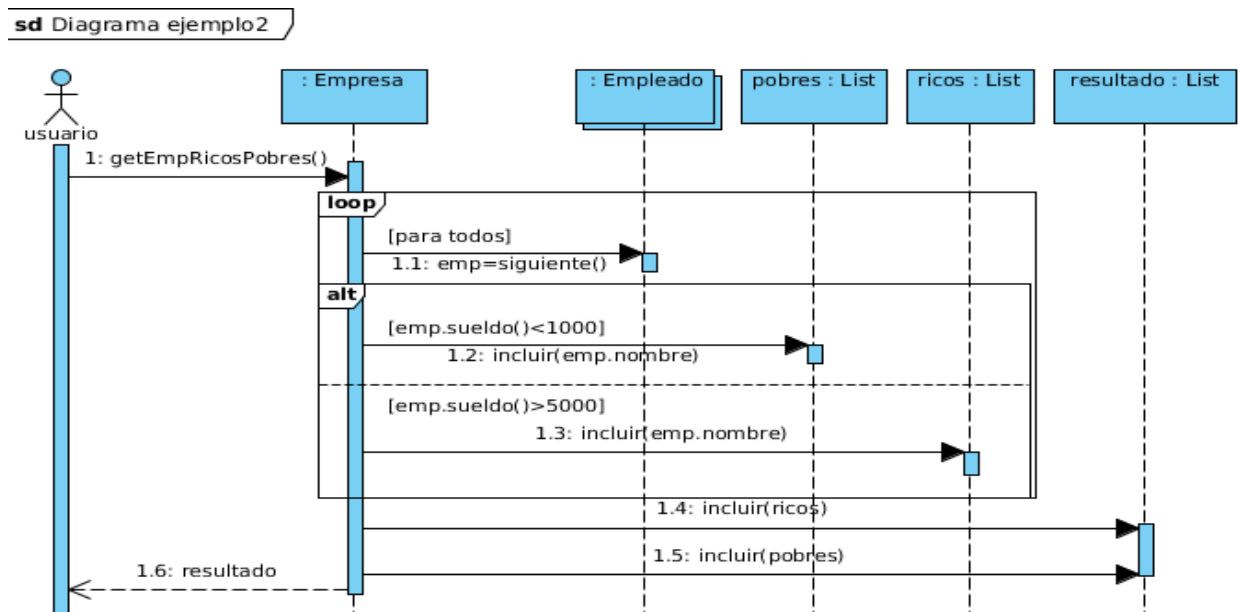 sd Diagrama ejemplo2
: Empresa
: Empleado
pobres : List
ricos : List
resultado : List
usuario
1: getEmpRicosPobres()
loop
[para todos]
1.1: emp=siguiente()
alt
[emp.sueldo()<1000]
1.2: incluir(emp.nombre)
[emp.sueldo()>5000]
1.3: incluir(emp.nombre)
1.4: incluir(ricos)
1.5: incluir(pobres)
1.6: resultado